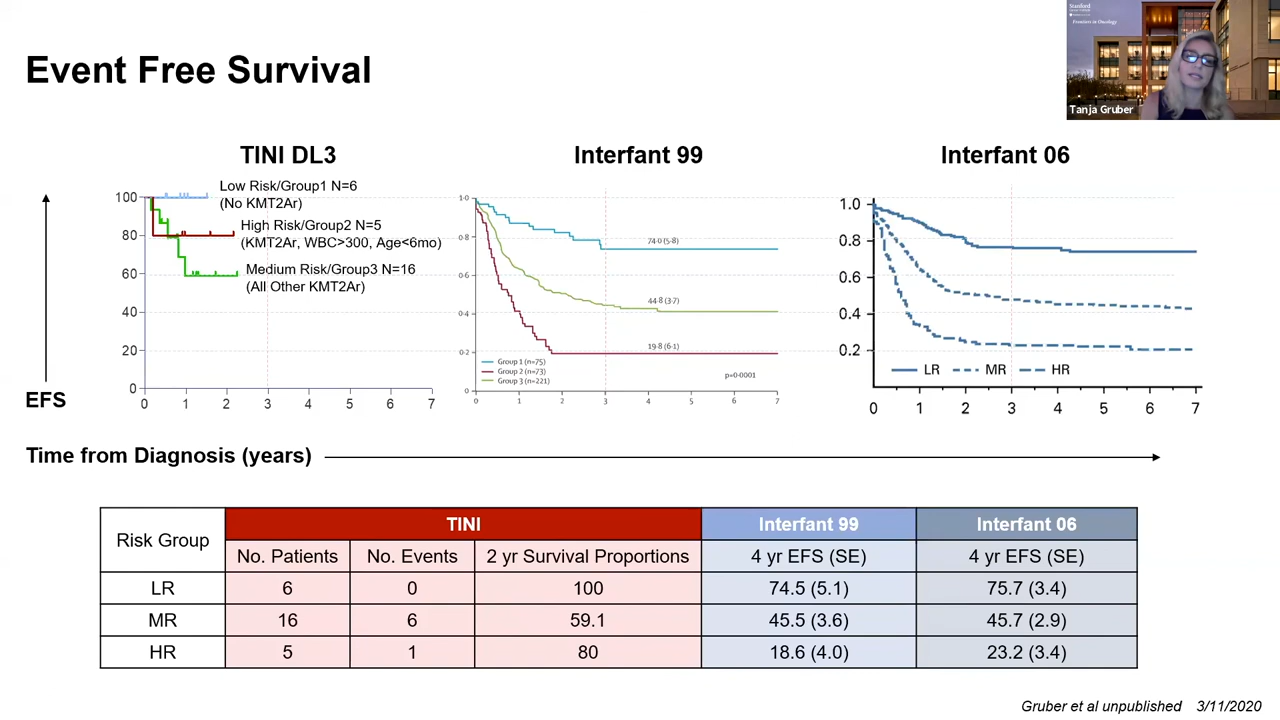 Stanford
Frontiers in Oncology
Tanja Gruber
Event Free Survival
TINI DL3
Interfant 99
Interfant 06
Low Risk/Group1 N=6
(No KMT2Ar)
High Risk/Group2 N=5
(KMT2Ar, WBC>300, Age<6mo)
Medium Risk/Group3 N=16
(All Other KMT2Ar)
100
80
60
40
20
0
0 1 2 3 4 5 6 7
1·0
0·8
0·6
0·4
0·2
0
74·0 (5·8)
44·8 (3·7)
19·8 (6·1)
Group 1 (n=75)
Group 2 (n=73)
Group 3 (n=221)
p=0·0001
0 1 2 3 4 5 6 7
1.0
0.8
0.6
0.4
0.2
LR MR HR
0 1 2 3 4 5 6 7
EFS
Time from Diagnosis (years)
Risk Group TINI Interfant 99 Interfant 06
No. Patients No. Events 2 yr Survival Proportions 4 yr EFS (SE) 4 yr EFS (SE)
LR 6 0 100 74.5 (5.1) 75.7 (3.4)
MR 16 6 59.1 45.5 (3.6) 45.7 (2.9)
HR 5 1 80 18.6 (4.0) 23.2 (3.4)
Gruber et al unpublished 3/11/2020